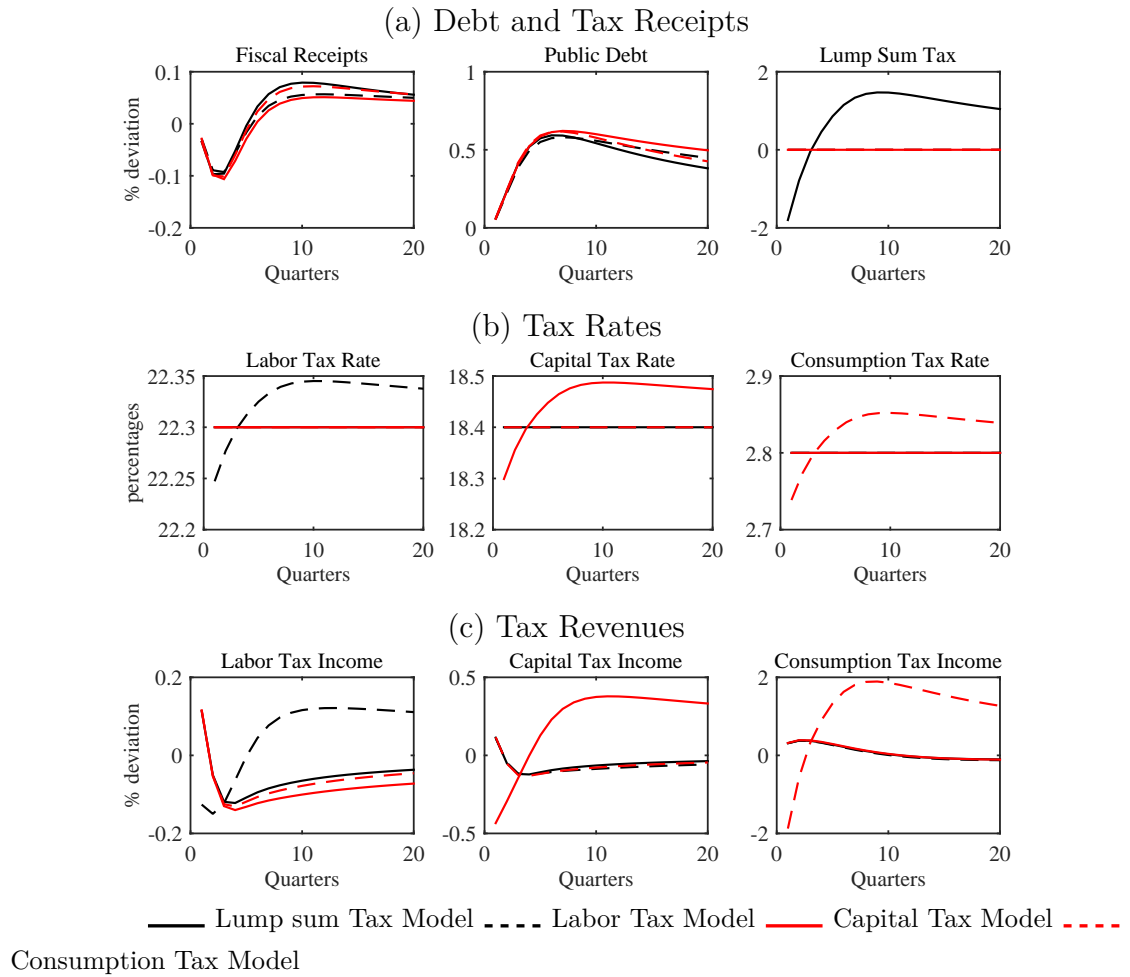 (a) Debt and Tax Receipts
Fiscal Receipts Public Debt Lump Sum Tax
% deviation
0.1
0
-0.1
-0.2
0 10 20
Quarters
1
0.5
0
0 10 20
Quarters
2
0
-2
0 10 20
Quarters
(b) Tax Rates
Labor Tax Rate Capital Tax Rate Consumption Tax Rate
percentages
22.35
22.3
22.25
22.2
0 10 20
Quarters
18.5
18.4
18.3
18.2
0 10 20
Quarters
2.9
2.8
2.7
0 10 20
Quarters
(c) Tax Revenues
Labor Tax Income Capital Tax Income Consumption Tax Income
% deviation
0.2
0
-0.2
0 10 20
Quarters
0.5
0
-0.5
0 10 20
Quarters
2
0
-2
0 10 20
Quarters
Lump sum Tax Model Labor Tax Model Capital Tax Model
Consumption Tax Model